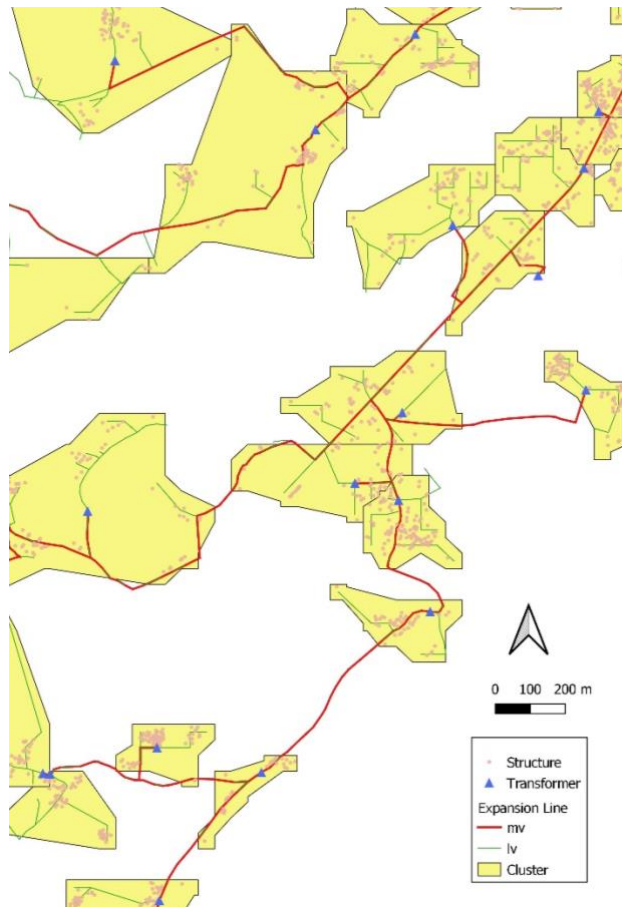 0 100 200 m
Structure
Transformer
Expansion Line
mv
lv
Cluster